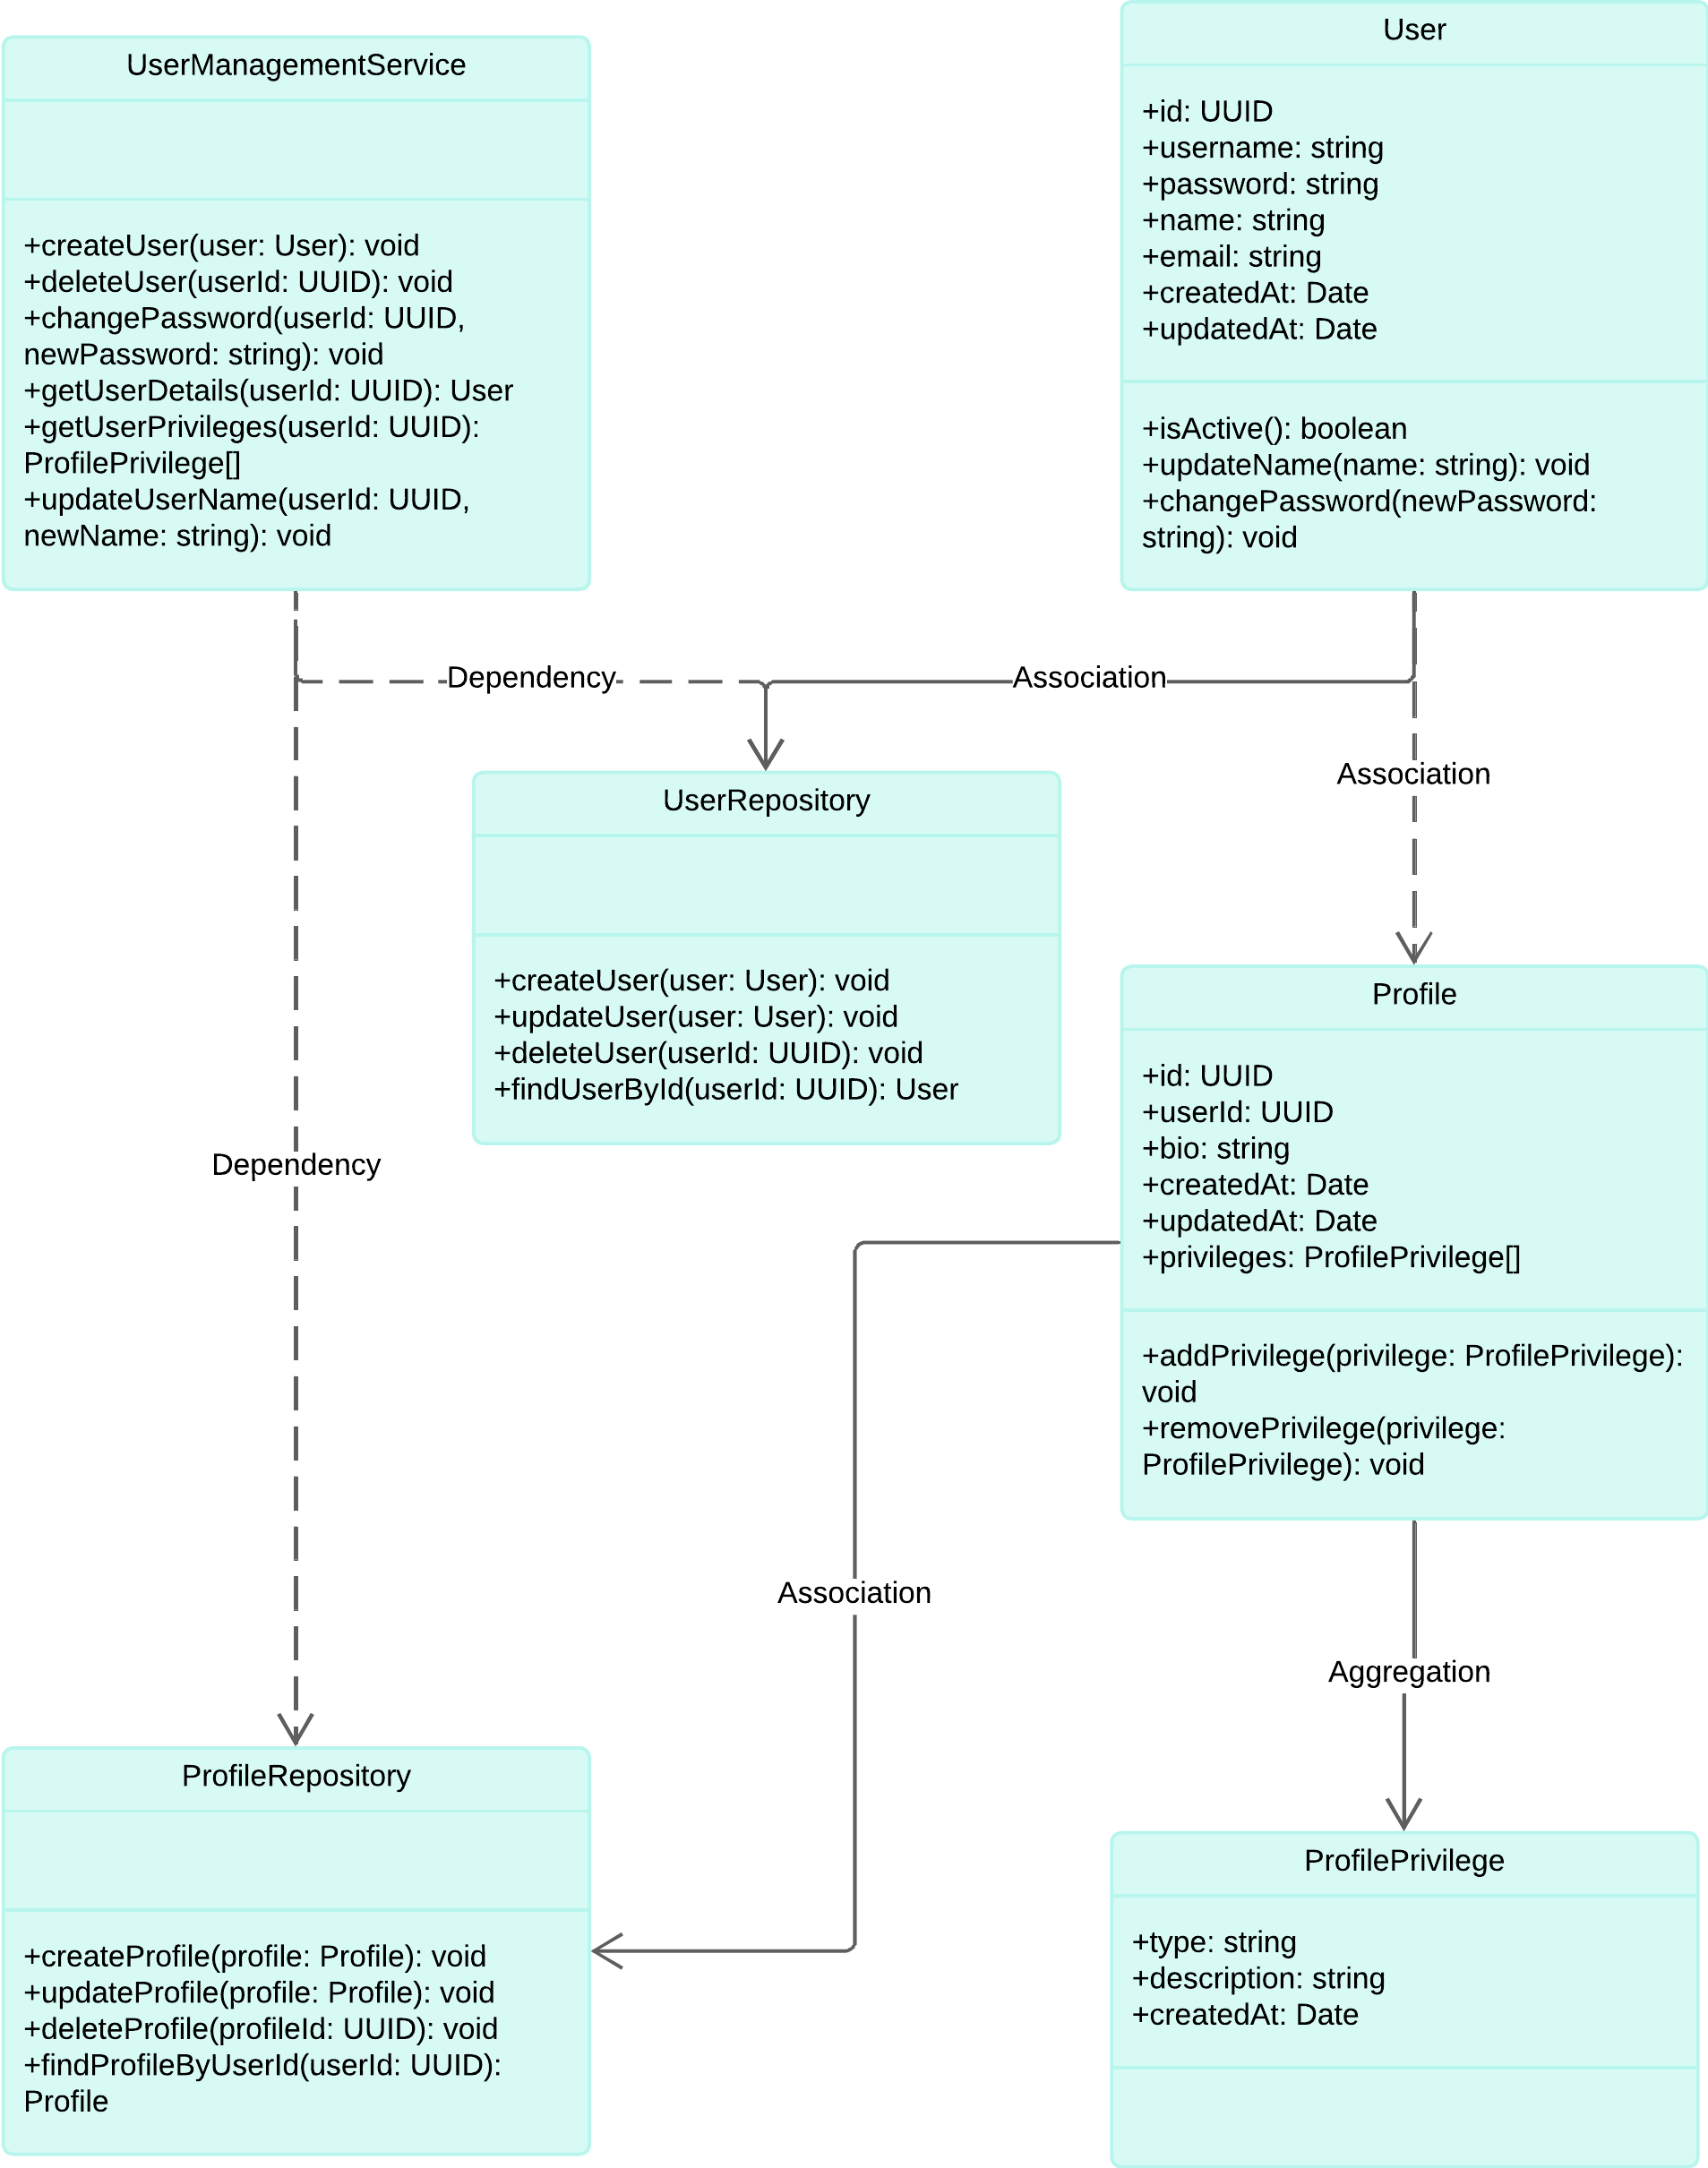 UserManagementService
+createUser(user: User): void
+deleteUser(userId: UUID): void
+changePassword(userId: UUID,
newPassword: string): void
+getUserDetails(userId: UUID): User
+getUserPrivileges(userId: UUID):
ProfilePrivilege[]
+updateUserName(userId: UUID,
newName: string): void
User
+id: UUID
+username: string
+password: string
+name: string
+email: string
+createdAt: Date
+updatedAt: Date
+isActive(): boolean
+updateName(name: string): void
+changePassword(newPassword:
string): void
Dependency
Association
Association
UserRepository
+createUser(user: User): void
+updateUser(user: User): void
+deleteUser(userId: UUID): void
+findUserById(userId: UUID): User
Profile
+id: UUID
+userId: UUID
+bio: string
+createdAt: Date
+updatedAt: Date
+privileges: ProfilePrivilege[]
+addPrivilege(privilege: ProfilePrivilege):
void
+removePrivilege(privilege:
ProfilePrivilege): void
Dependency
Association
Aggregation
ProfileRepository
+createProfile(profile: Profile): void
+updateProfile(profile: Profile): void
+deleteProfile(profileId: UUID): void
+findProfileByUserId(userId: UUID):
Profile
ProfilePrivilege
+type: string
+description: string
+createdAt: Date